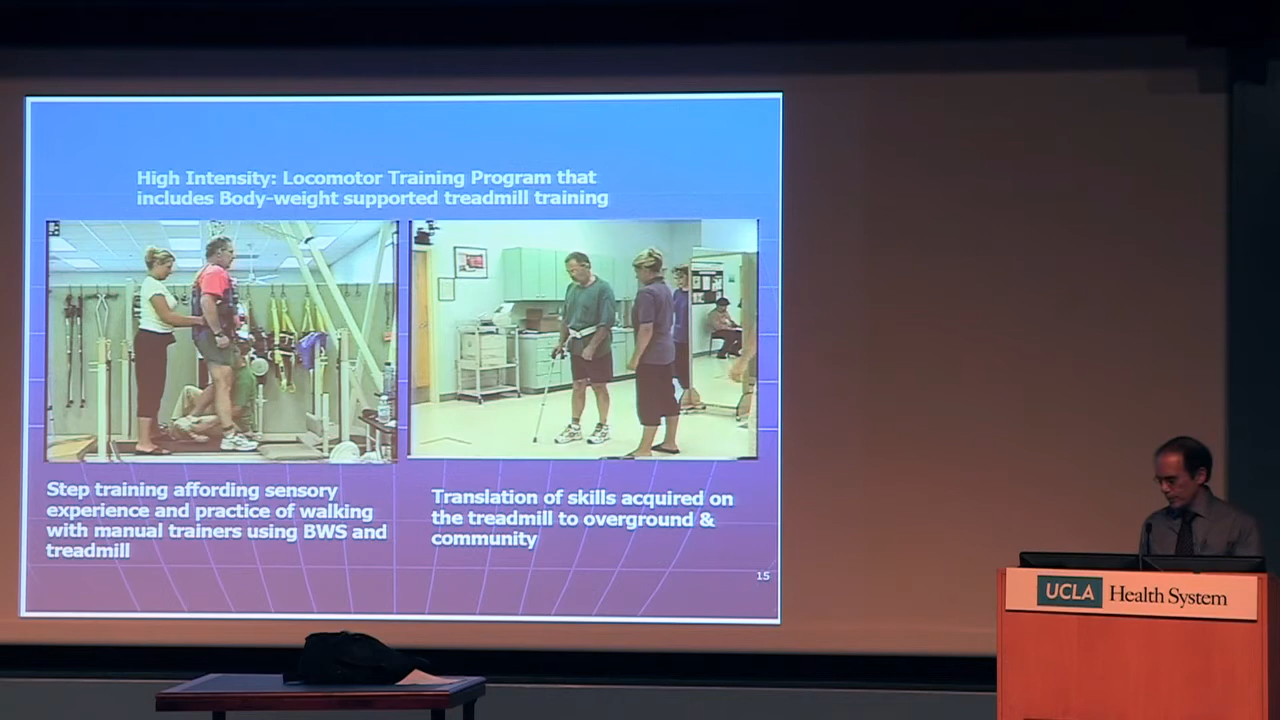 High Intensity: Locomotor Training Program that
includes Body-weight supported treadmill training
Step training affording sensory
experience and practice of walking
with manual trainers using BWS and
treadmill
Translation of skills acquired on
the treadmill to overground &
community
15
UCLA Health System